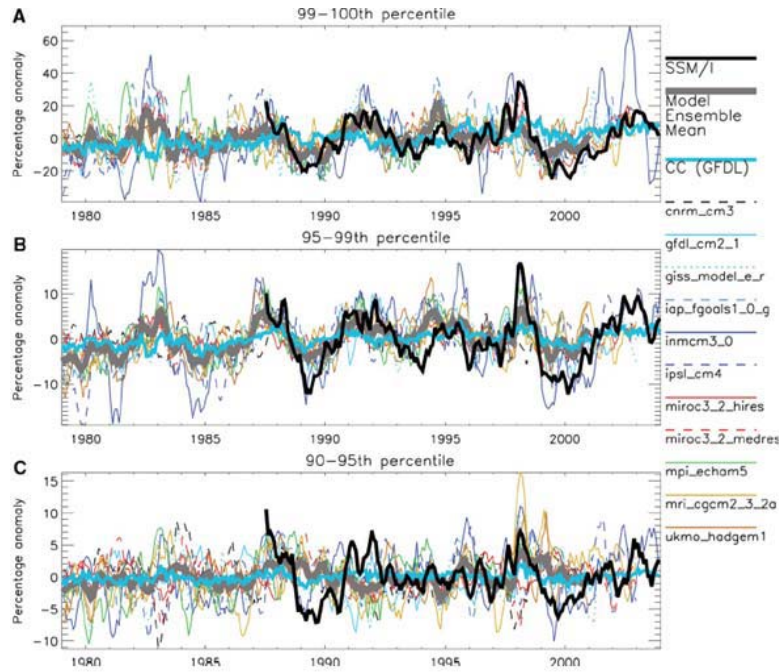 A
99-100th percentile
Percentage anomaly
60
40
20
0
-20
1980
1985
1990
1995
2000
B
95-99th percentile
Percentage anomaly
10
0
-10
1980
1985
1990
1995
2000
C
90-95th percentile
Percentage anomaly
15
10
5
0
-5
-10
1980
1985
1990
1995
2000
SSM/I
Model
Ensemble
Mean
CC (GFDL)
cnrm_cm3
gfdl_cm2_1
giss_model_e_r
iap_fgoals1_0_g
inmcm3_0
ipsl_cm4
miroc3_2_hires
miroc3_2_medres
mpi_echam5
mri_cgcm2_3_2a
ukmo_hadgem1